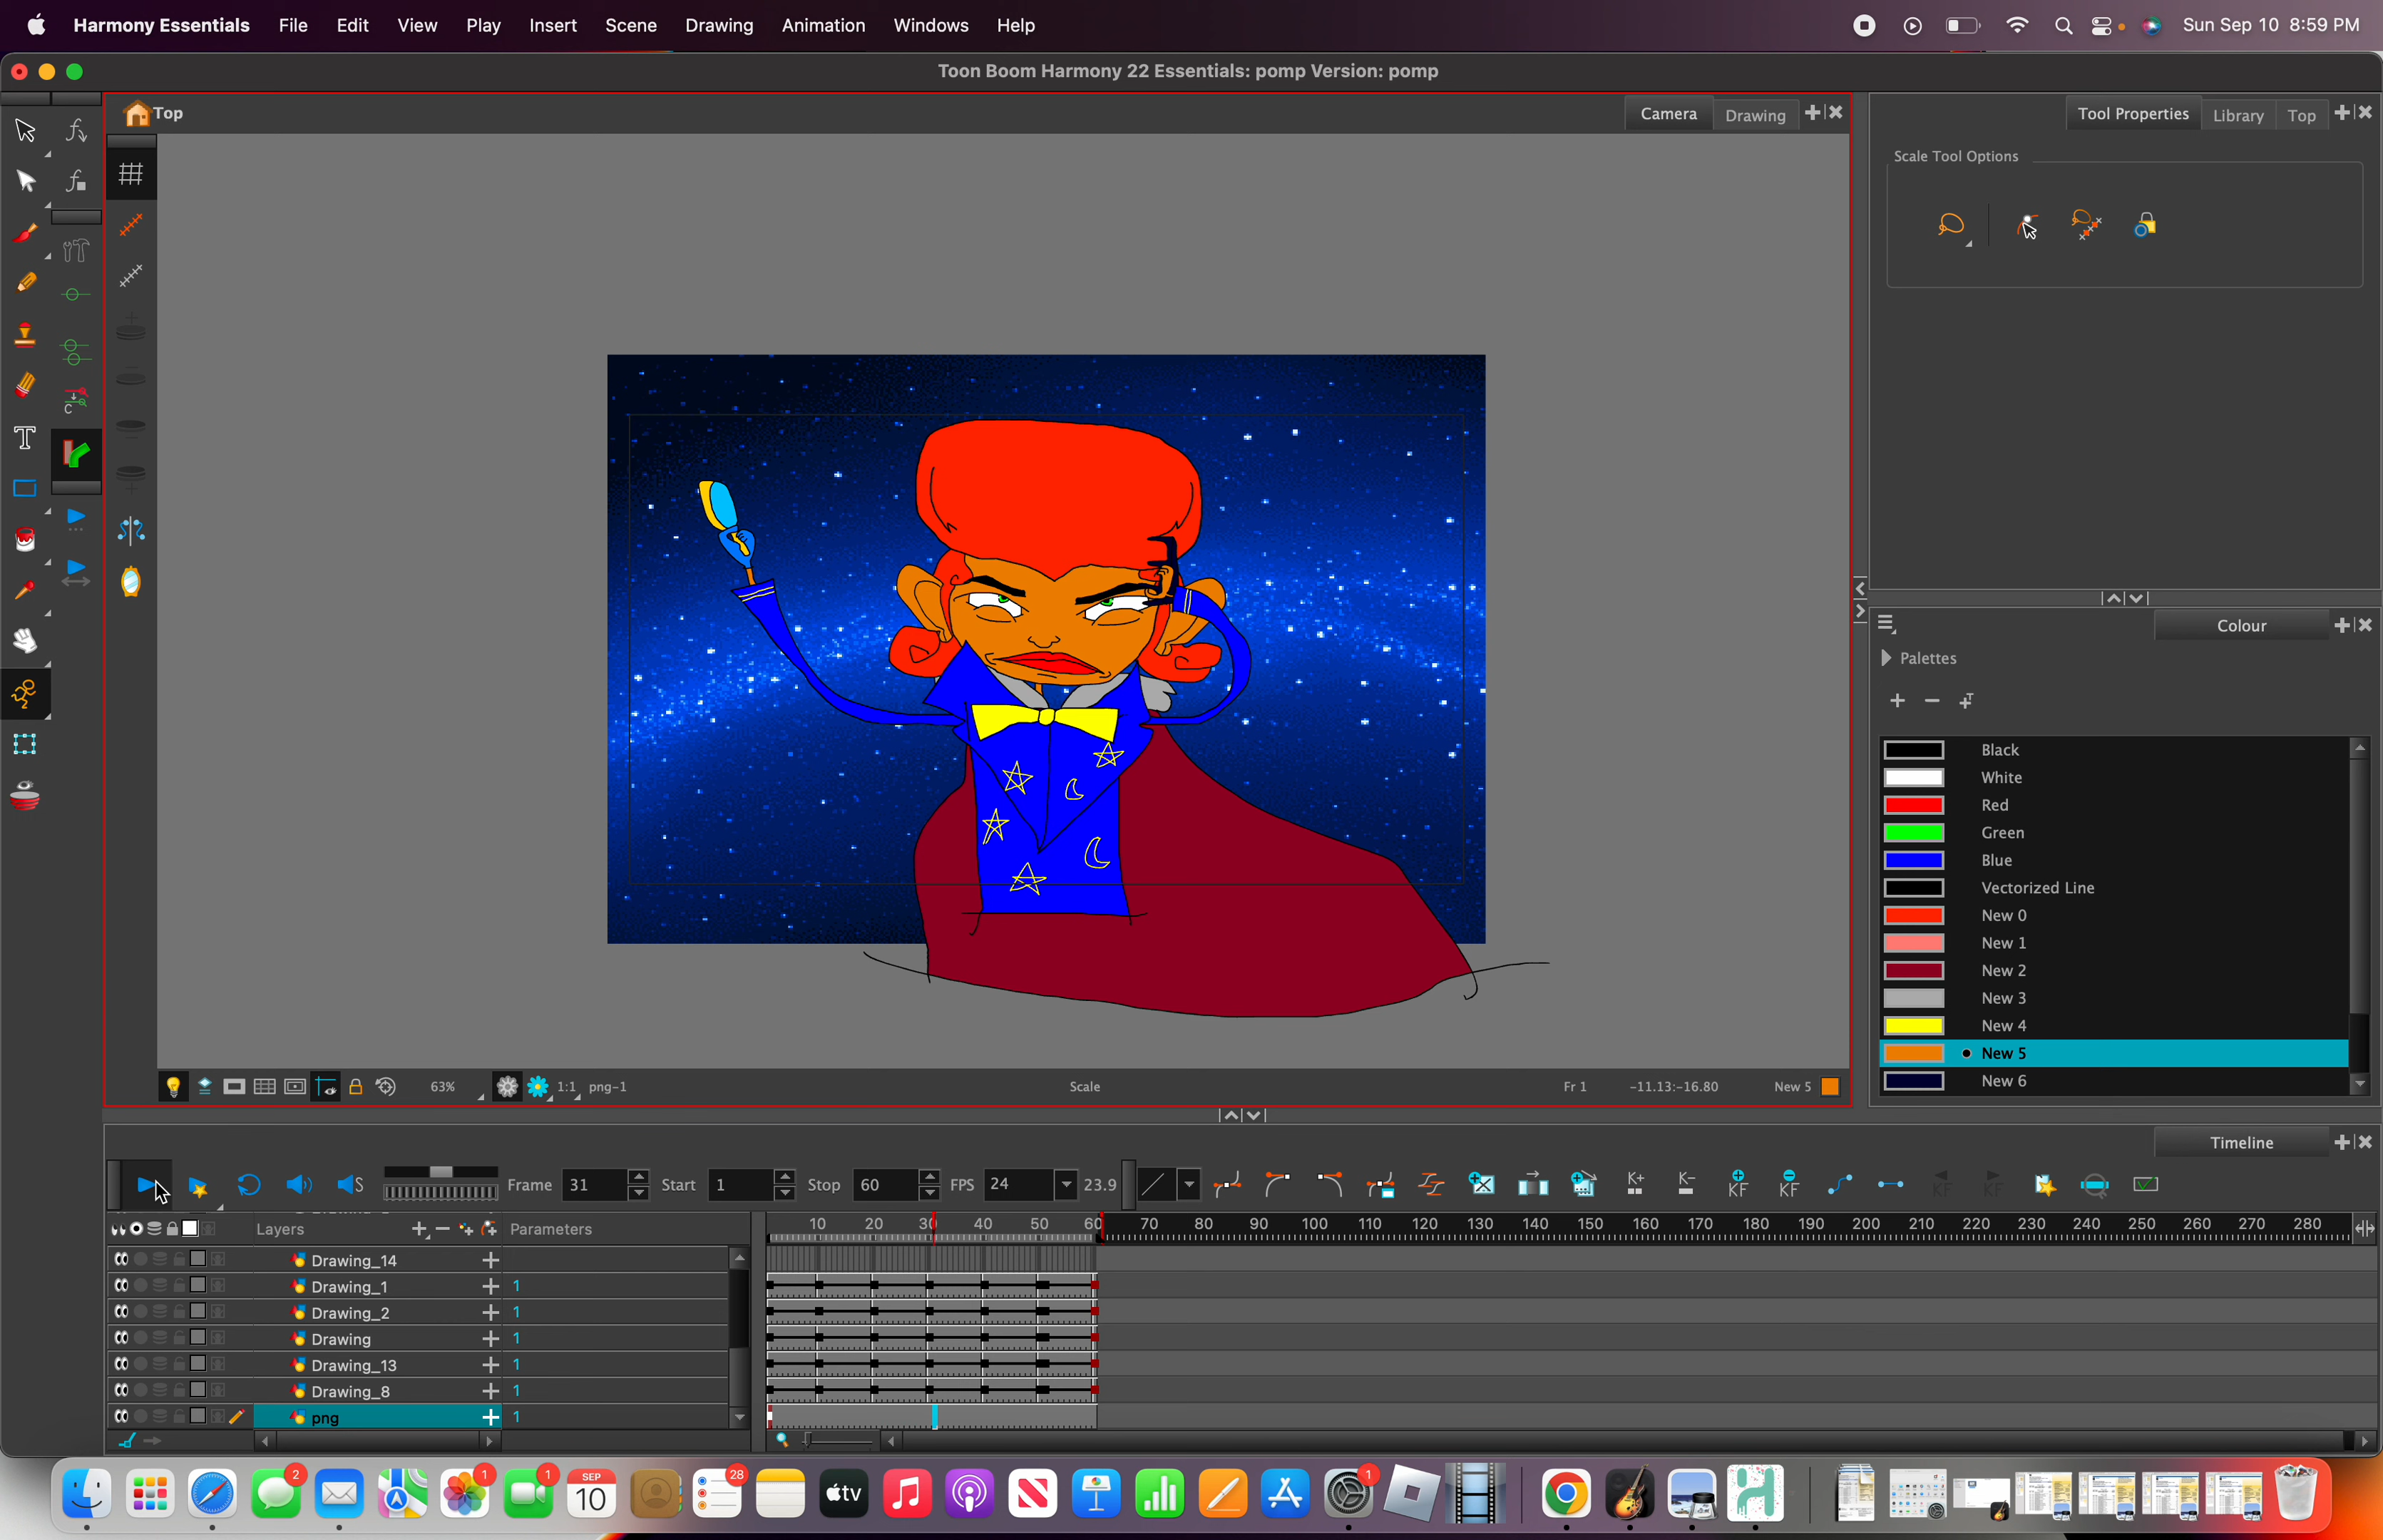 Harmony Essentials File Edit View Play Insert Scene Drawing Animation Windows Help Sun Sep 10 8:59 PM
Toon Boom Harmony 22 Essentials: pomp Version: pomp
Top Camera Drawing Tool Properties Library Top
Scale Tool Options
Colour
Palettes
Black
White
Red
Green
Blue
Vectorized Line
New 0
New 1
New 2
New 3
New 4
New 5
New 6
63% 1:1 png-1 Scale Fr 1 -11.13:-16.80 New 5
Timeline
Frame 31 Start 1 Stop 60 FPS 24 23.9
Layers Parameters 10 20 30 40 50 60 70 80 90 100 110 120 130 140 150 160 170 180 190 200 210 220 230 240 250 260 270 280
Drawing_14
Drawing_1 1
Drawing_2 1
Drawing 1
Drawing_13 1
Drawing_8 1
png 1
2 1 1 SEP 10 28 tv 1